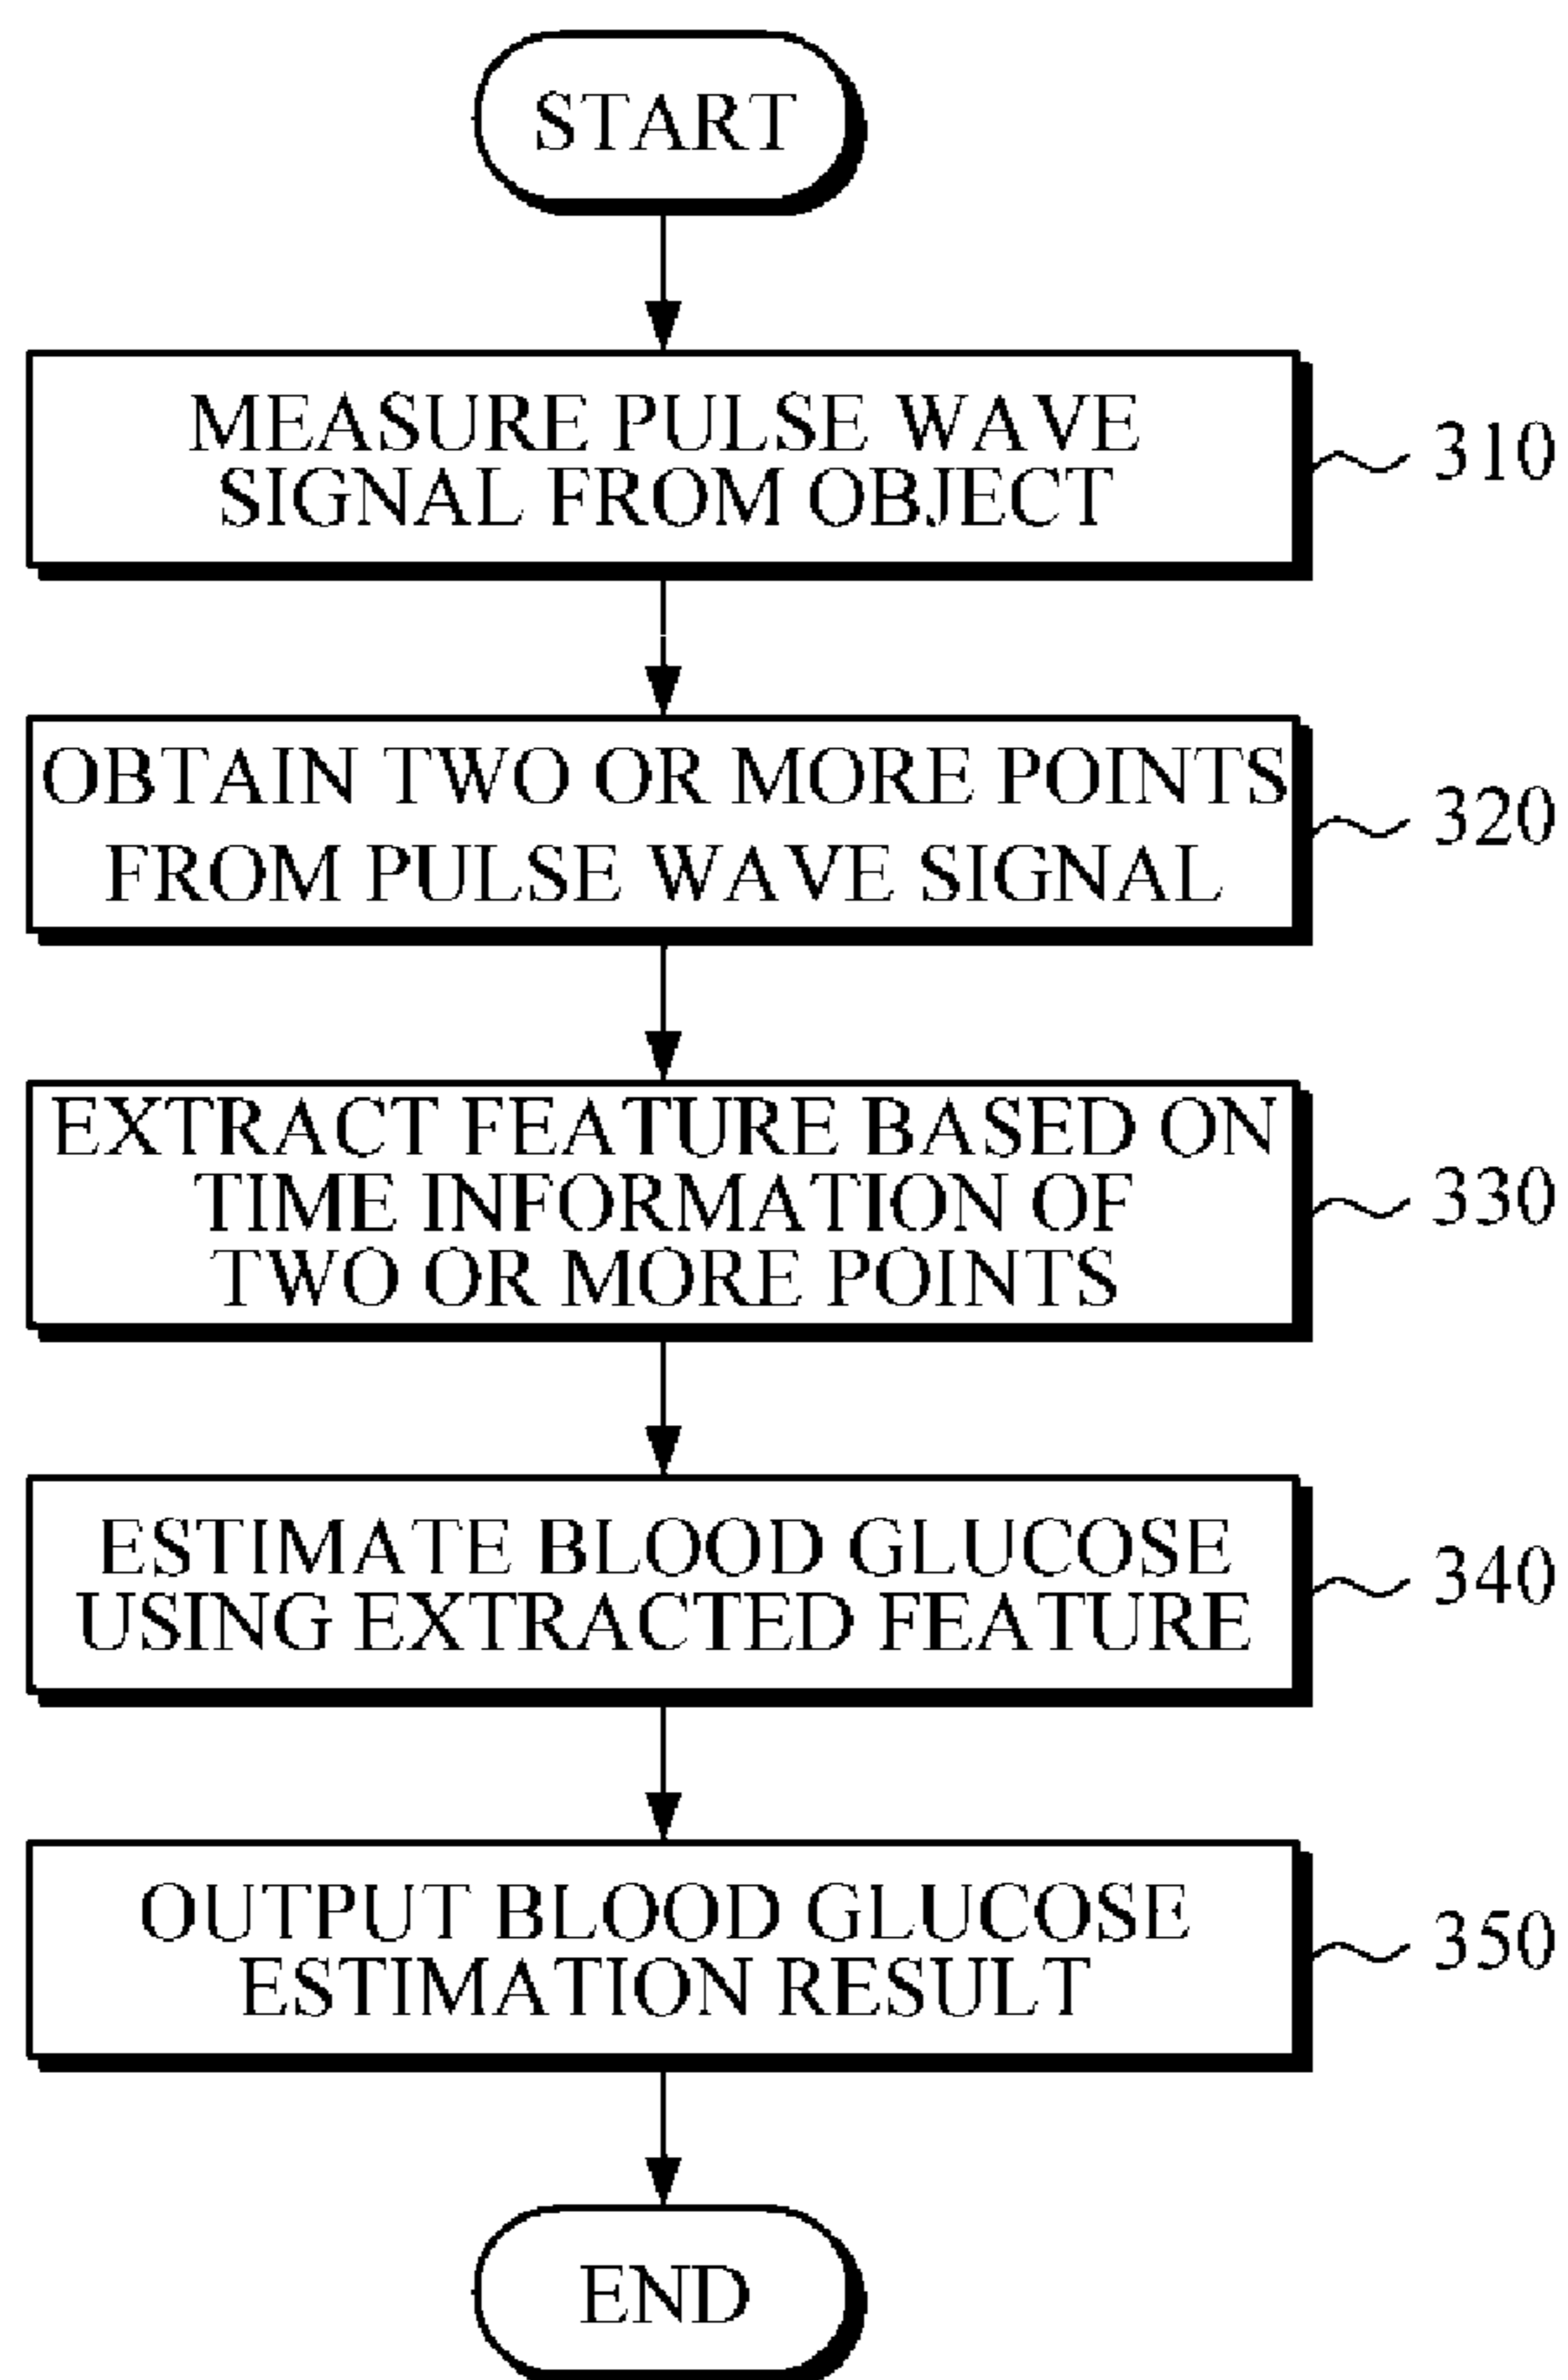 START
MEASURE PULSE WAVE
SIGNAL FROM OBJECT
310
OBTAIN TWO OR MORE POINTS
FROM PULSE WAVE SIGNAL
320
EXTRACT FEATURE BASED ON
TIME INFORMATION OF
TWO OR MORE POINTS
330
ESTIMATE BLOOD GLUCOSE
USING EXTRACTED FEATURE
340
OUTPUT BLOOD GLUCOSE
ESTIMATION RESULT
350
END